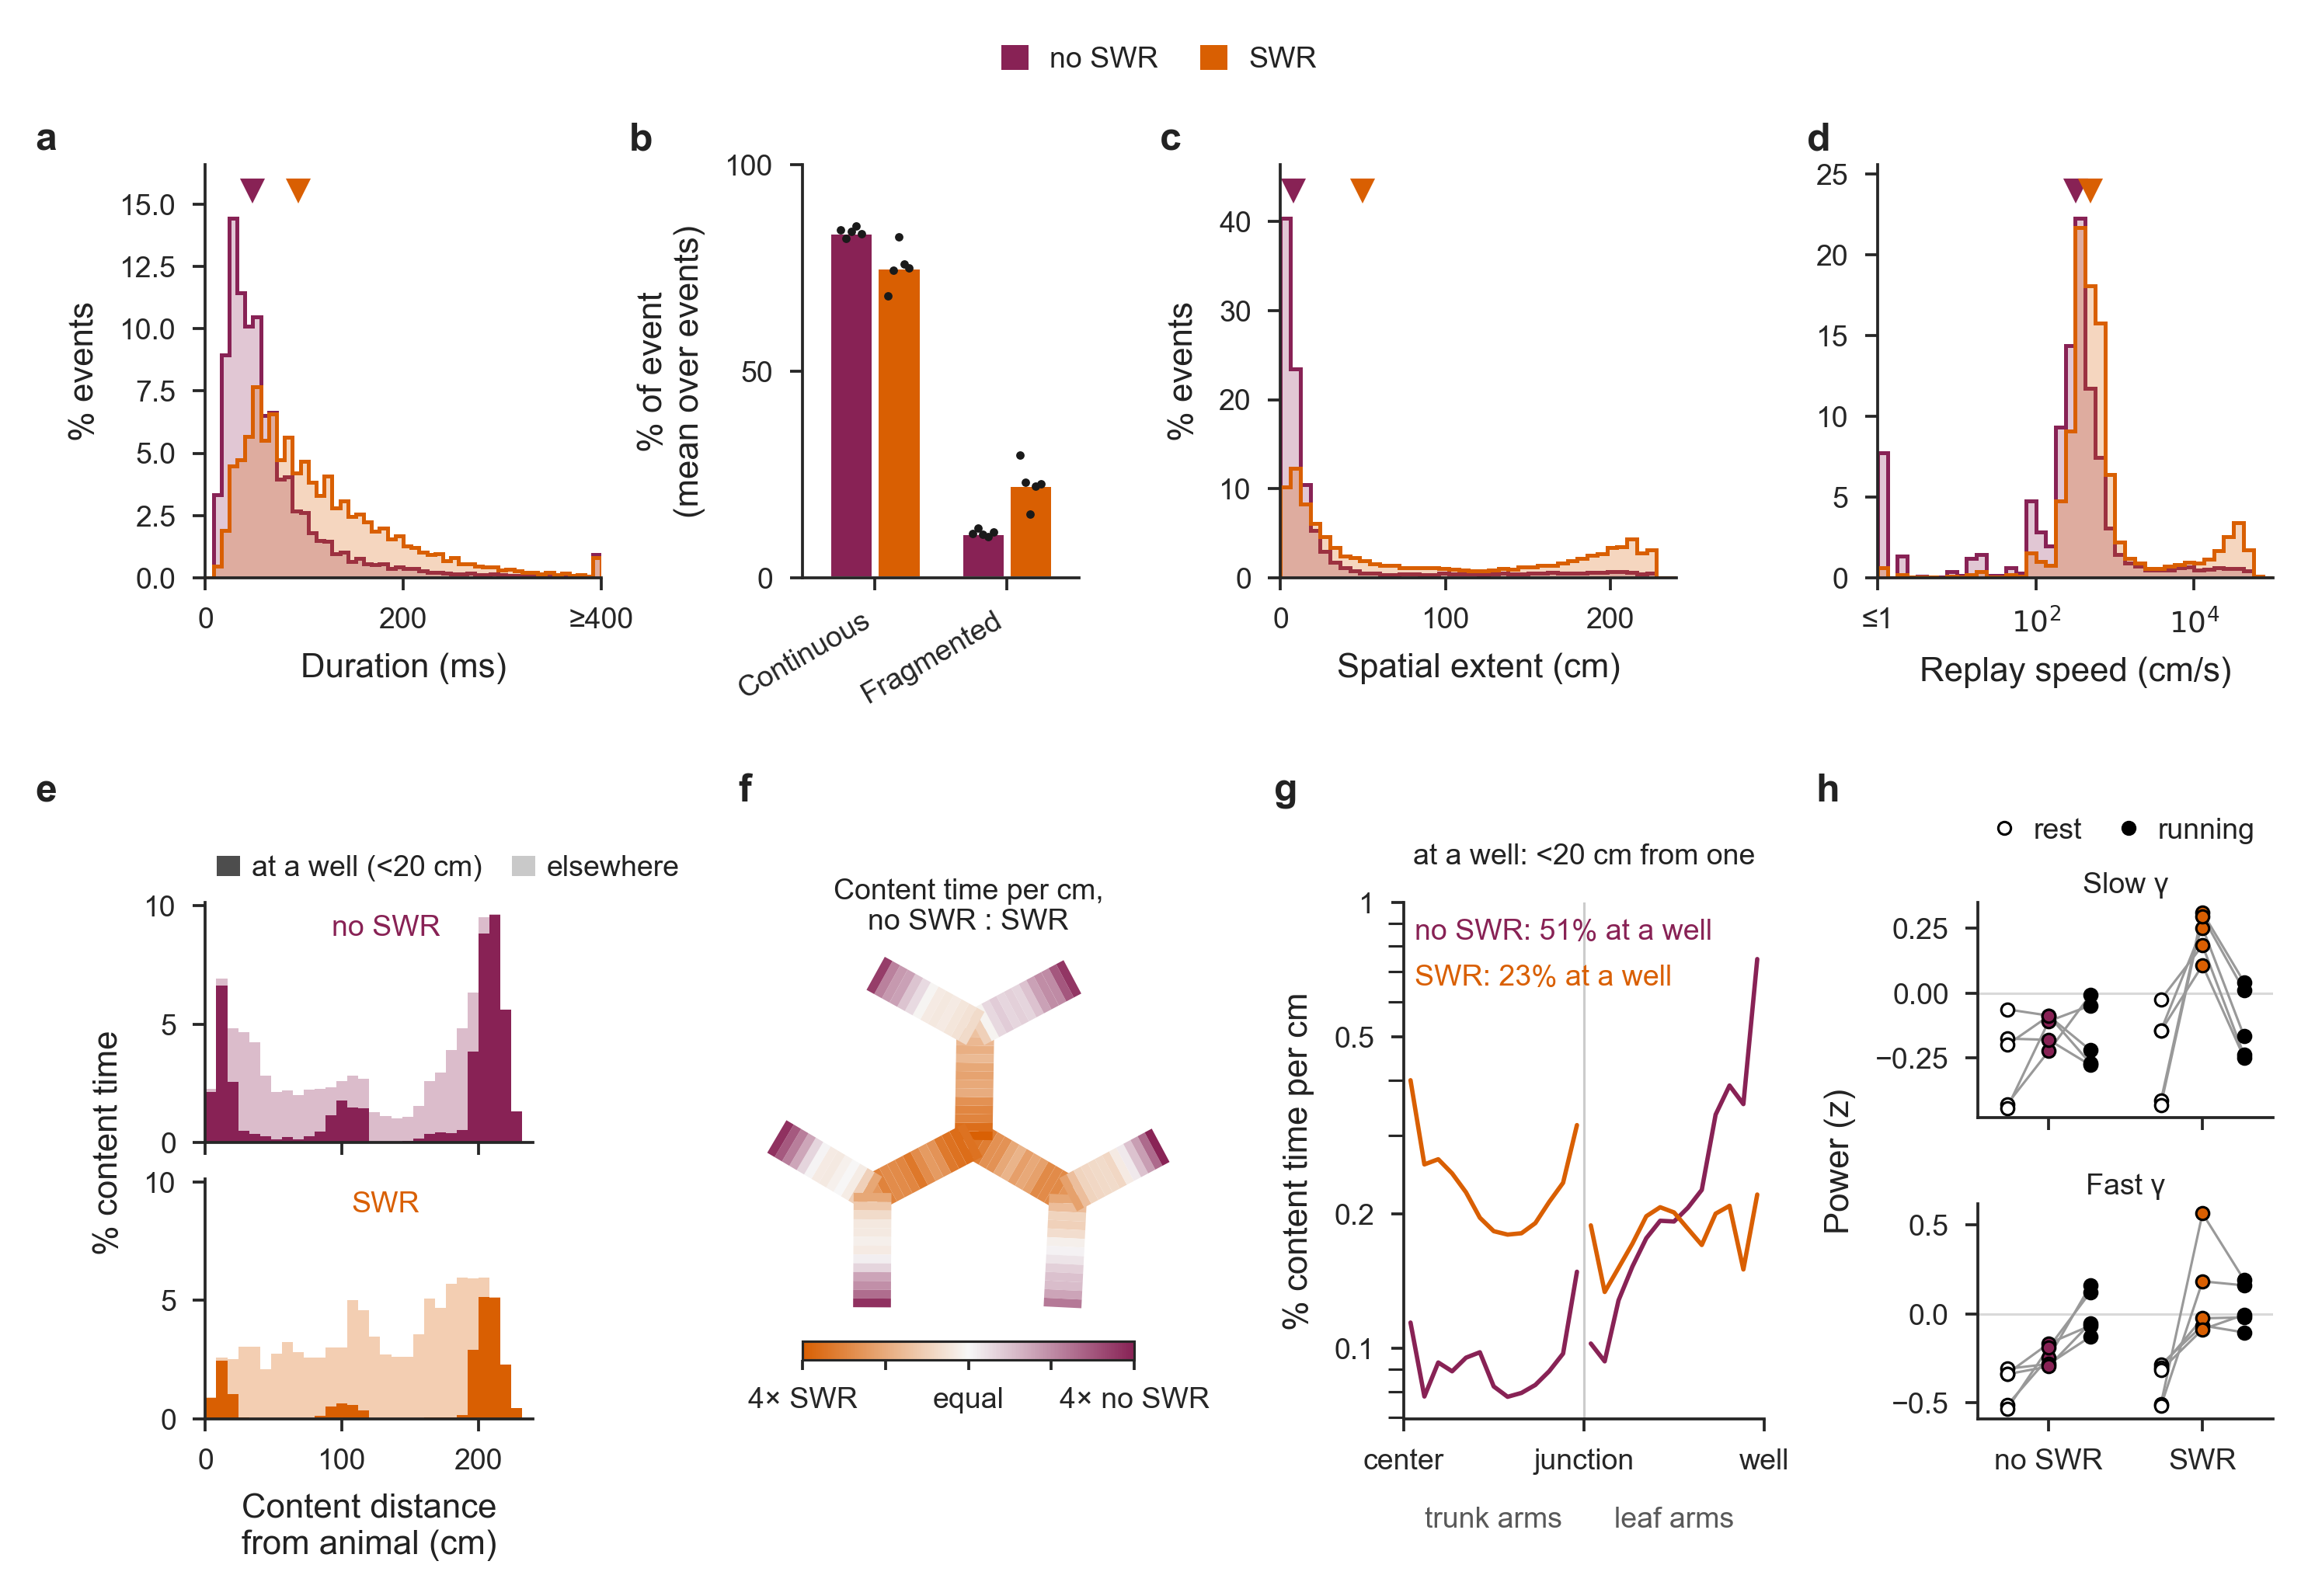 no SWR
SWR
a
15.0
12.5
10.0
7.5
5.0
2.5
0.0
% events
0
200
≥400
Duration (ms)
b
100
50
0
% of event
(mean over events)
Continuous
Fragmented
c
40
30
20
10
0
% events
0
100
200
Spatial extent (cm)
d
25
20
15
10
5
0
≤1
10²
10⁴
Replay speed (cm/s)
e
at a well (<20 cm)
elsewhere
10
5
0
no SWR
10
5
0
SWR
% content time
0
100
200
Content distance
from animal (cm)
f
Content time per cm,
no SWR : SWR
4× SWR
equal
4× no SWR
g
at a well: <20 cm from one
no SWR: 51% at a well
SWR: 23% at a well
1
0.5
0.2
0.1
% content time per cm
center
junction
well
trunk arms
leaf arms
h
rest
running
Slow γ
0.25
0.00
−0.25
Power (z)
Fast γ
0.5
0.0
−0.5
no SWR
SWR